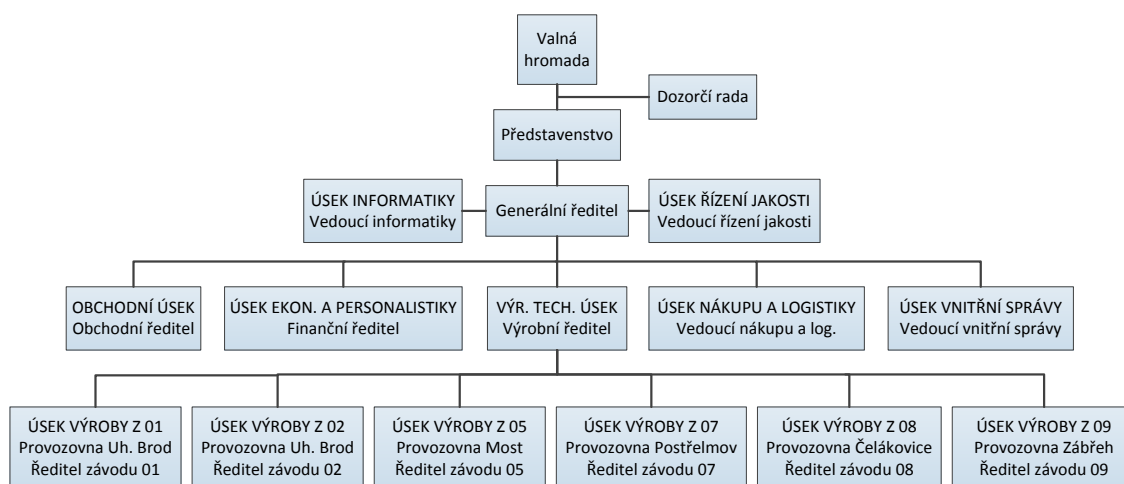 Valná
hromada
Dozorčí rada
Představenstvo
ÚSEK INFORMATIKY
Vedoucí informatiky
Generální ředitel
ÚSEK ŘÍZENÍ JAKOSTI
Vedoucí řízení jakosti
OBCHODNÍ ÚSEK
Obchodní ředitel
ÚSEK EKON. A PERSONALISTIKY
Finanční ředitel
VÝR. TECH. ÚSEK
Výrobní ředitel
ÚSEK NÁKUPU A LOGISTIKY
Vedoucí nákupu a log.
ÚSEK VNITŘNÍ SPRÁVY
Vedoucí vnitřní správy
ÚSEK VÝROBY Z 01
Provozovna Uh. Brod
Ředitel závodu 01
ÚSEK VÝROBY Z 02
Provozovna Uh. Brod
Ředitel závodu 02
ÚSEK VÝROBY Z 05
Provozovna Most
Ředitel závodu 05
ÚSEK VÝROBY Z 07
Provozovna Postřelmov
Ředitel závodu 07
ÚSEK VÝROBY Z 08
Provozovna Čelákovice
Ředitel závodu 08
ÚSEK VÝROBY Z 09
Provozovna Zábřeh
Ředitel závodu 09